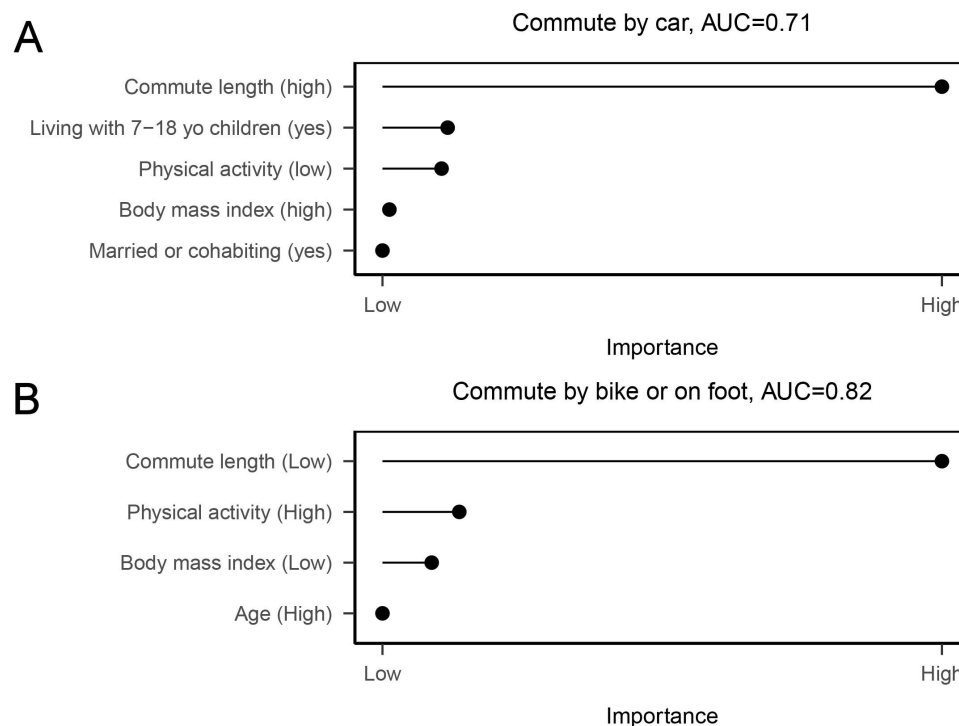 A
Commute by car, AUC=0.71
Commute length (high)
Living with 7−18 yo children (yes)
Physical activity (low)
Body mass index (high)
Married or cohabiting (yes)
Low
High
Importance
B
Commute by bike or on foot, AUC=0.82
Commute length (Low)
Physical activity (High)
Body mass index (Low)
Age (High)
Low
High
Importance